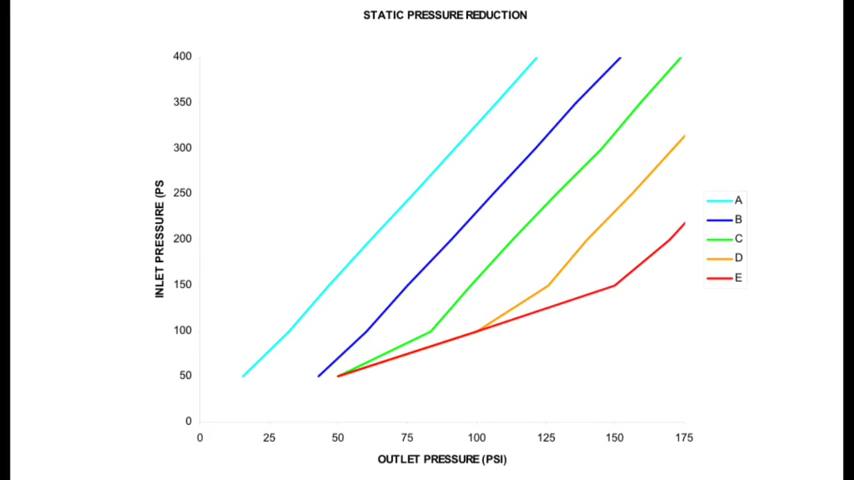 STATIC PRESSURE REDUCTION
400
350
300
250
200
150
100
50
0
INLET PRESSURE (PS
0 25 50 75 100 125 150 175
OUTLET PRESSURE (PSI)
A
B
C
D
E